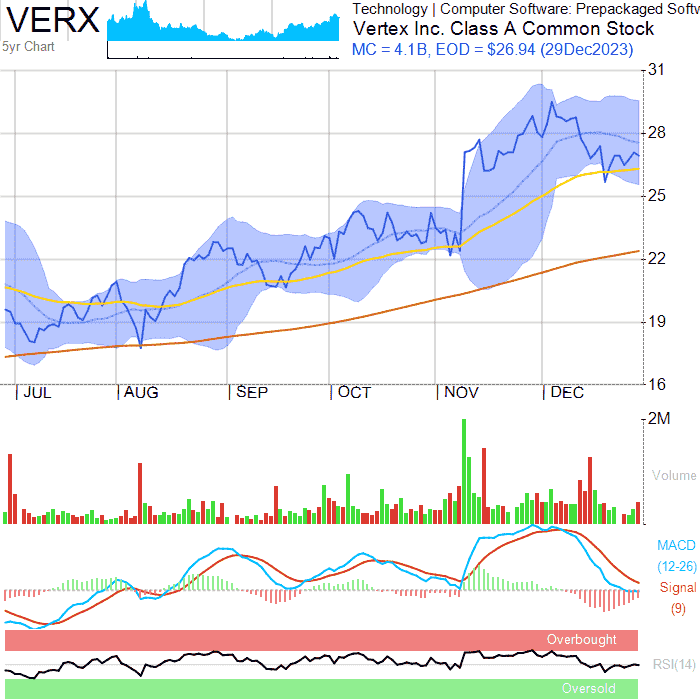 VERX
5yr Chart
Technology | Computer Software: Prepackaged Softw
Vertex Inc. Class A Common Stock
MC = 4.1B, EOD = $26.94 (29Dec2023)
31
28
25
22
19
16
JUL
AUG
SEP
OCT
NOV
DEC
2M
Volume
MACD
(12-26)
Signal
(9)
Overbought
RSI(14)
Oversold